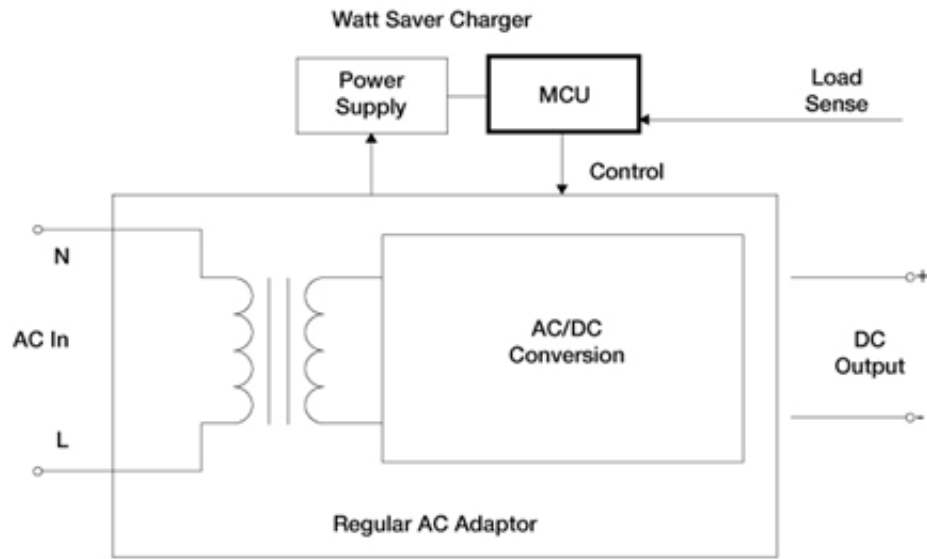 Watt Saver Charger
Power
Supply
MCU
Load
Sense
Control
N
AC In
L
AC/DC
Conversion
+
DC
Output
-
Regular AC Adaptor